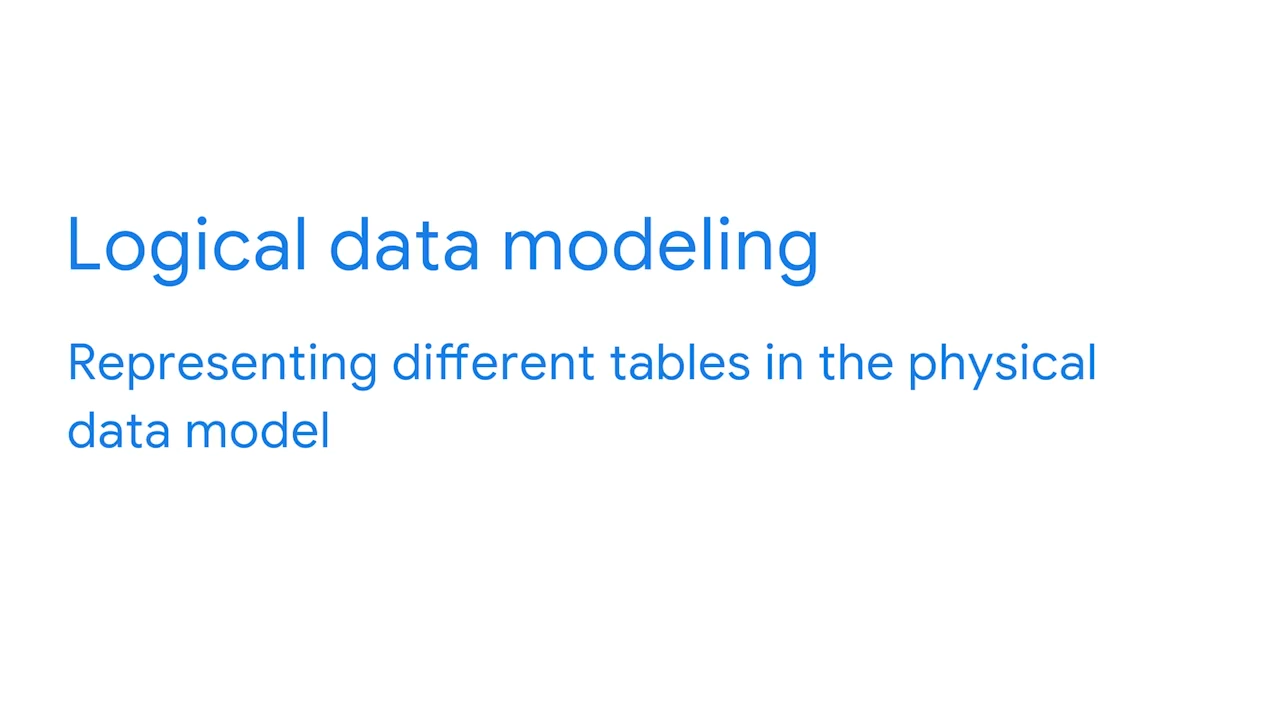 Logical data modeling
Representing different tables in the physical
data model